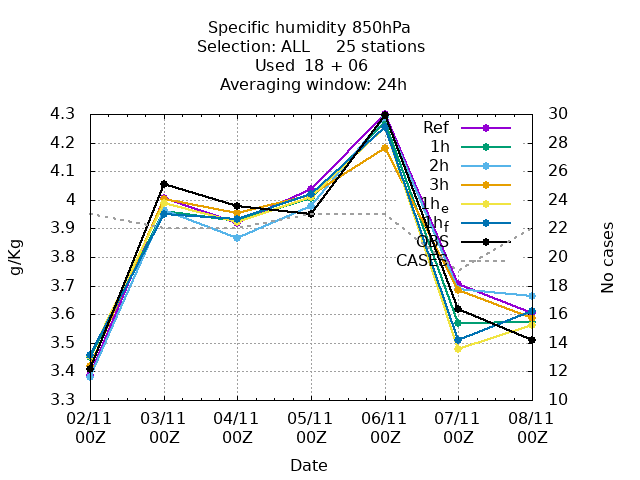 Specific humidity 850hPa
Selection: ALL 25 stations
Used 18 + 06
Averaging window: 24h
4.3
4.2
4.1
4
3.9
3.8
3.7
3.6
3.5
3.4
3.3
g/Kg
30
28
26
24
22
20
18
16
14
12
10
No cases
Ref
1h
2h
3h
1he
1hf
OBS
CASES
02/11 03/11 04/11 05/11 06/11 07/11 08/11
00Z 00Z 00Z 00Z 00Z 00Z 00Z
Date